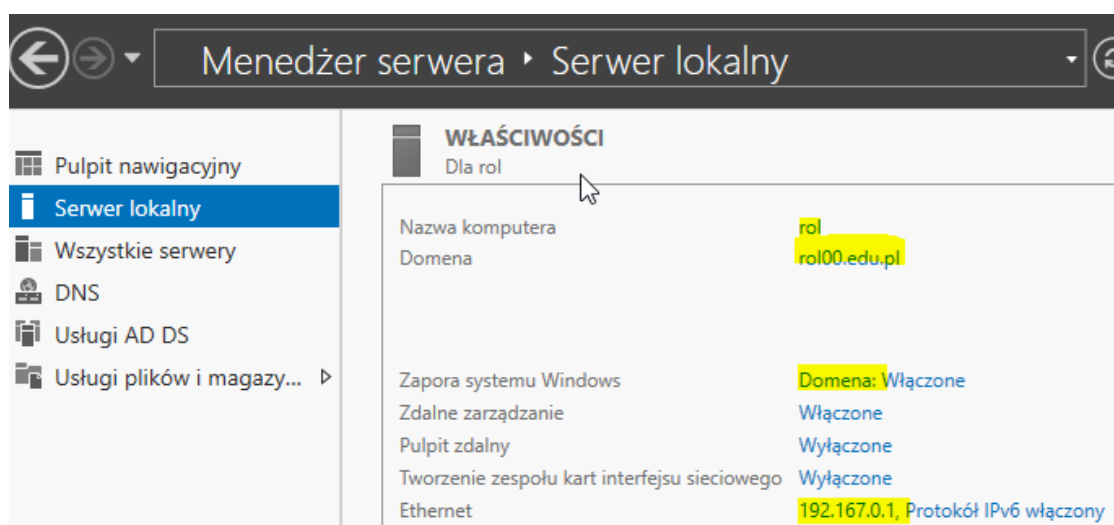 Menedżer serwera ‣ Serwer lokalny
Pulpit nawigacyjny
Serwer lokalny
Wszystkie serwery
DNS
Usługi AD DS
Usługi plików i magazy...
WŁAŚCIWOŚCI
Dla rol
Nazwa komputera rol
Domena rol00.edu.pl
Zapora systemu Windows Domena: Włączone
Zdalne zarządzanie Włączone
Pulpit zdalny Wyłączone
Tworzenie zespołu kart interfejsu sieciowego Wyłączone
Ethernet 192.167.0.1, Protokół IPv6 włączony